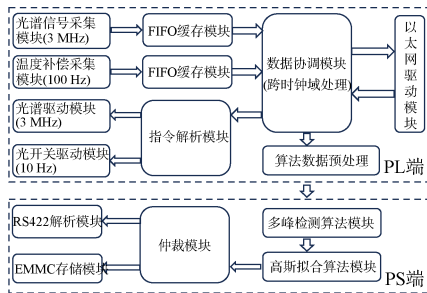 光谱信号采集
模块(3 MHz)
FIFO缓存模块
数据协调模块
(跨时钟域处理)
以太网驱动模块
温度补偿采集
模块(100 Hz)
FIFO缓存模块
光谱驱动模块
(3 MHz)
指令解析模块
光开关驱动模块
(10 Hz)
算法数据预处理
PL端
RS422解析模块
仲裁模块
多峰检测算法模块
EMMC存储模块
高斯拟合算法模块
PS端